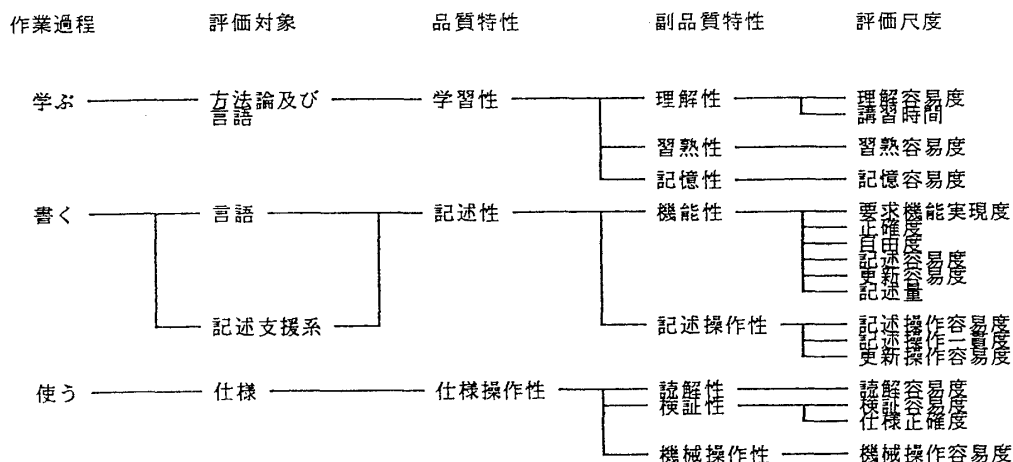 作業過程 評価対象 品質特性 副品質特性 評価尺度
学ぶ 方法論及び 学習性 理解性 理解容易度
言語 講習時間
習熟性 習熟容易度
記憶性 記憶容易度
書く 言語 記述性 機能性 要求機能実現度
正確度
自由度
記述容易度
更新容易度
記述量
記述支援系 記述操作性 記述操作容易度
記述操作一貫度
更新操作容易度
使う 仕様 仕様操作性 読解性 読解容易度
検証性 検証容易度
仕様正確度
機械操作性 機械操作容易度